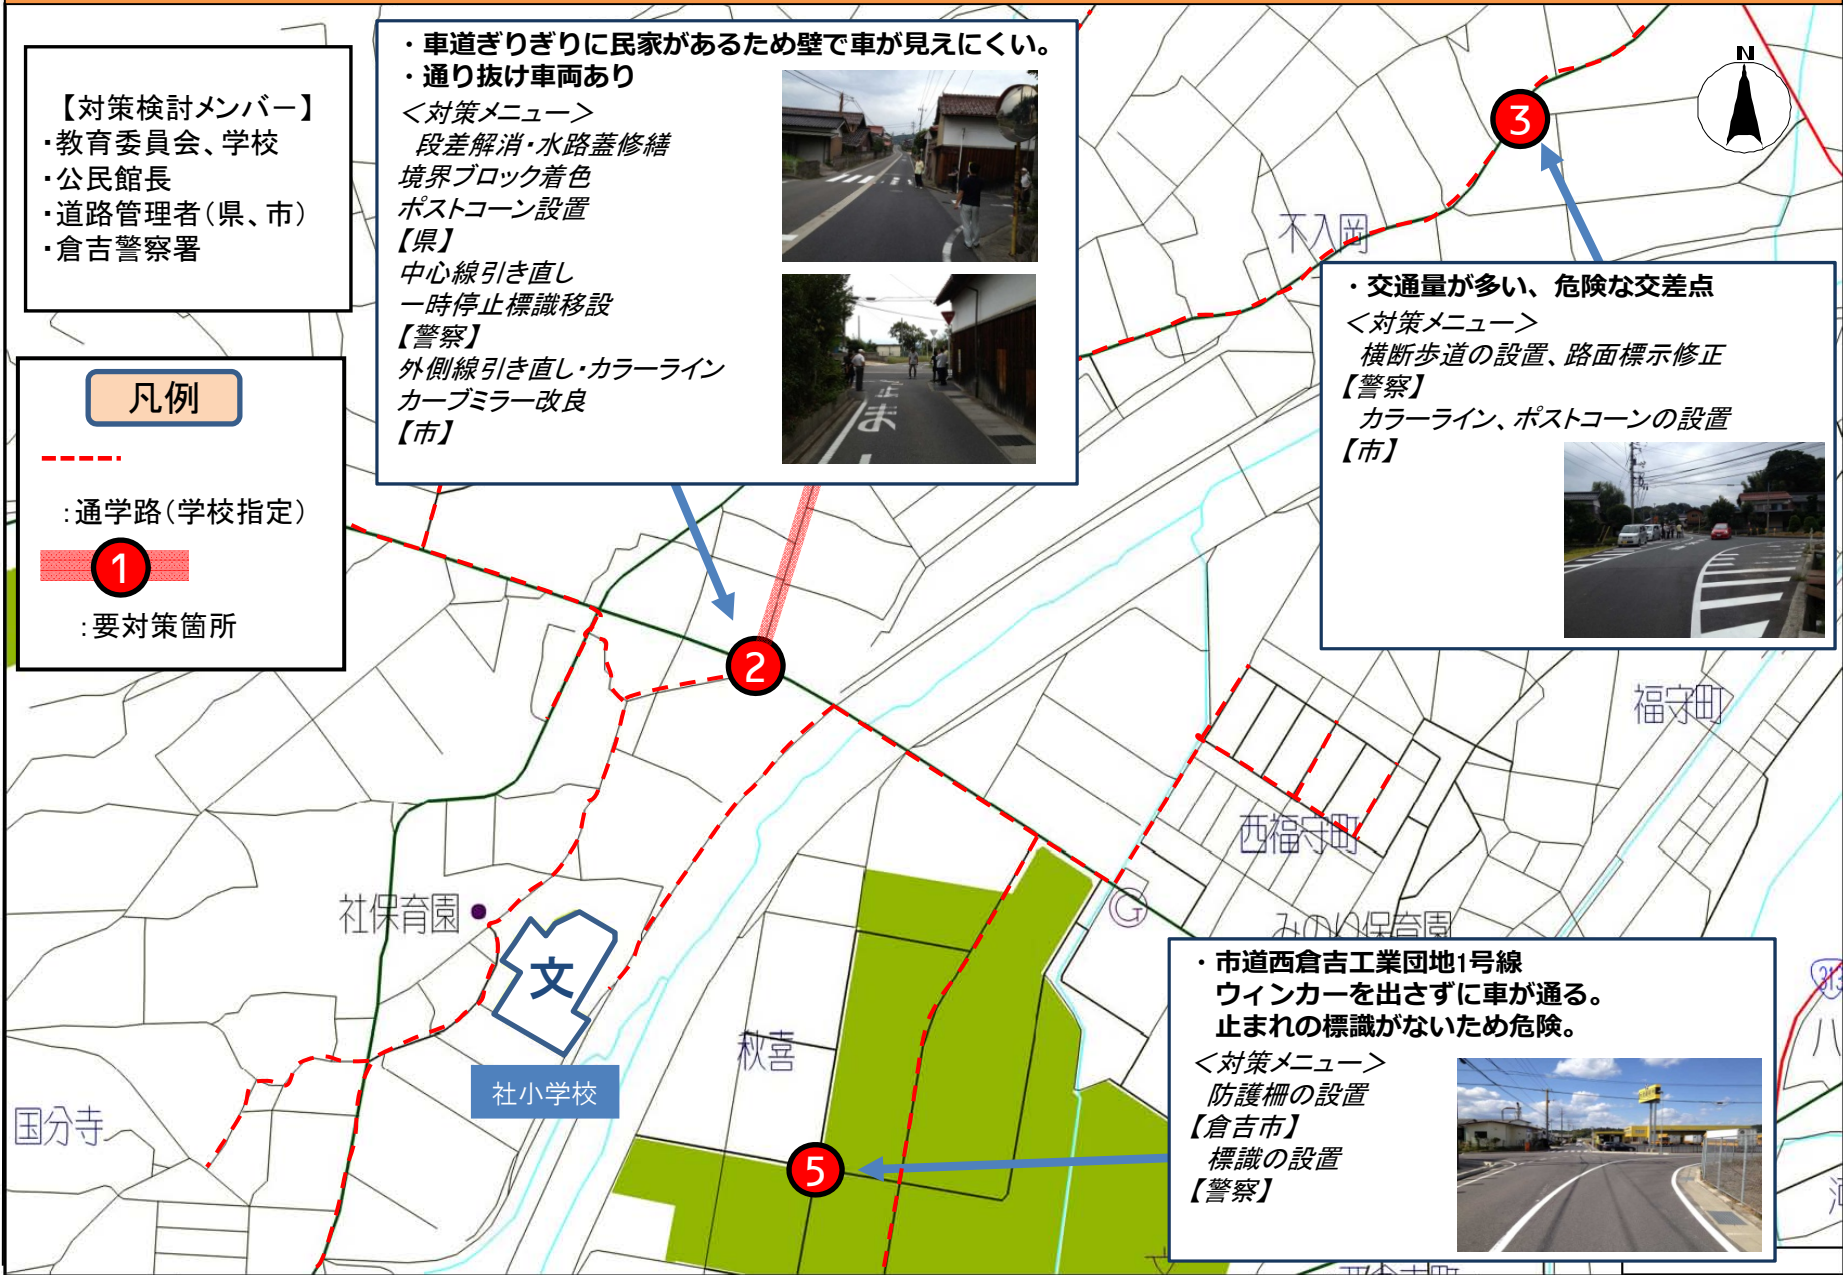 【対策検討メンバー】
・教育委員会、学校
・公民館長
・道路管理者（県、市）
・倉吉警察署
凡例
：通学路（学校指定）
1
：要対策箇所
・車道ぎりぎりに民家があるため壁で車が見えにくい。
・通り抜け車両あり
＜対策メニュー＞
段差解消・水路蓋修繕
境界ブロック着色
ポストコーン設置
【県】
中心線引き直し
一時停止標識移設
【警察】
外側線引き直し・カラーライン
カーブミラー改良
【市】
N
3
不入岡
・交通量が多い、危険な交差点
＜対策メニュー＞
横断歩道の設置、路面標示修正
【警察】
カラーライン、ポストコーンの設置
【市】
2
福守町
西福守町
社保育園
G
みのり保育園
文
社小学校
秋喜
国分寺
5
・市道西倉吉工業団地1号線
ウィンカーを出さずに車が通る。
止まれの標識がないため危険。
＜対策メニュー＞
防護柵の設置
【倉吉市】
標識の設置
【警察】
313
八